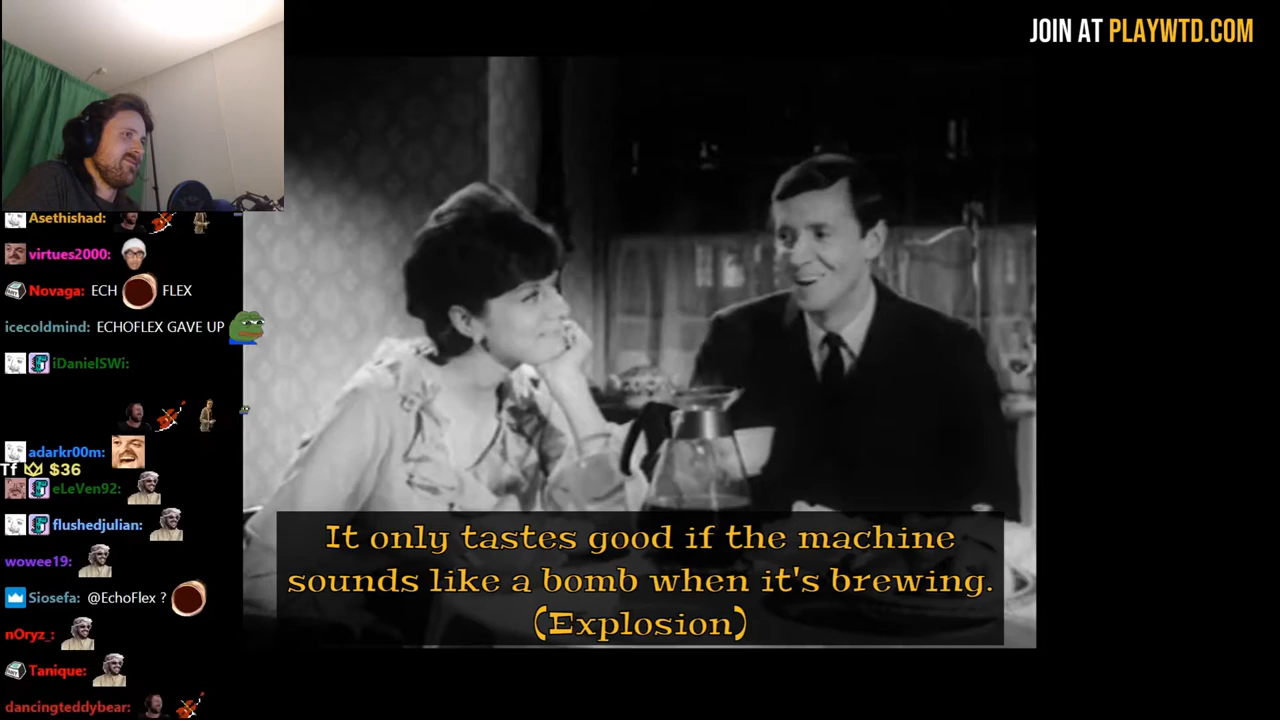 JOIN AT PLAYWTD.COM
Asethishad:
virtues2000:
Novaga: ECH FLEX
icecoldmind: ECHOFLEX GAVE UP
iDanielSWi:
adarkr00m:
Tf $36
eLeVen92:
flushedjulian:
wowee19:
Siosefa: @EchoFlex ?
nOryz_:
Tanique:
dancingteddybear:
It only tastes good if the machine
sounds like a bomb when it's brewing.
(Explosion)